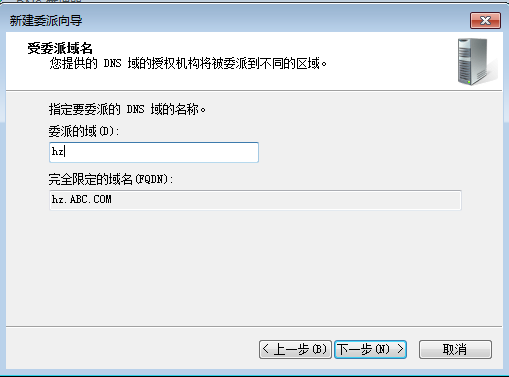 新建委派向导
受委派域名
您提供的 DNS 域的授权机构将被委派到不同的区域。
指定要委派的 DNS 域的名称。
委派的域(D):
hz
完全限定的域名(FQDN):
hz.ABC.COM
< 上一步(B) 下一步(N) > 取消